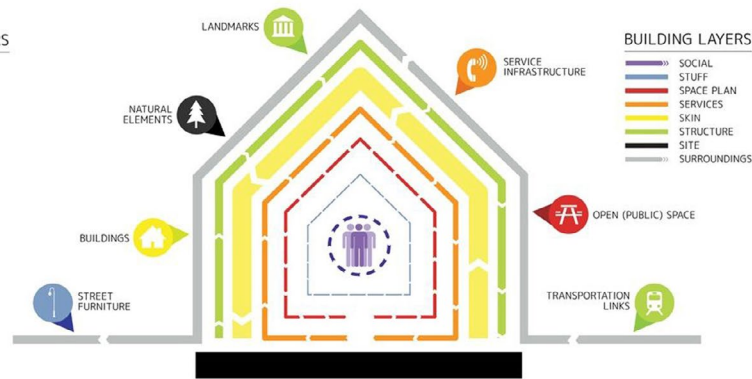 RS
LANDMARKS
SERVICE
INFRASTRUCTURE
NATURAL
ELEMENTS
BUILDINGS
OPEN (PUBLIC) SPACE
STREET
FURNITURE
TRANSPORTATION
LINKS
BUILDING LAYERS
SOCIAL
STUFF
SPACE PLAN
SERVICES
SKIN
STRUCTURE
SITE
SURROUNDINGS